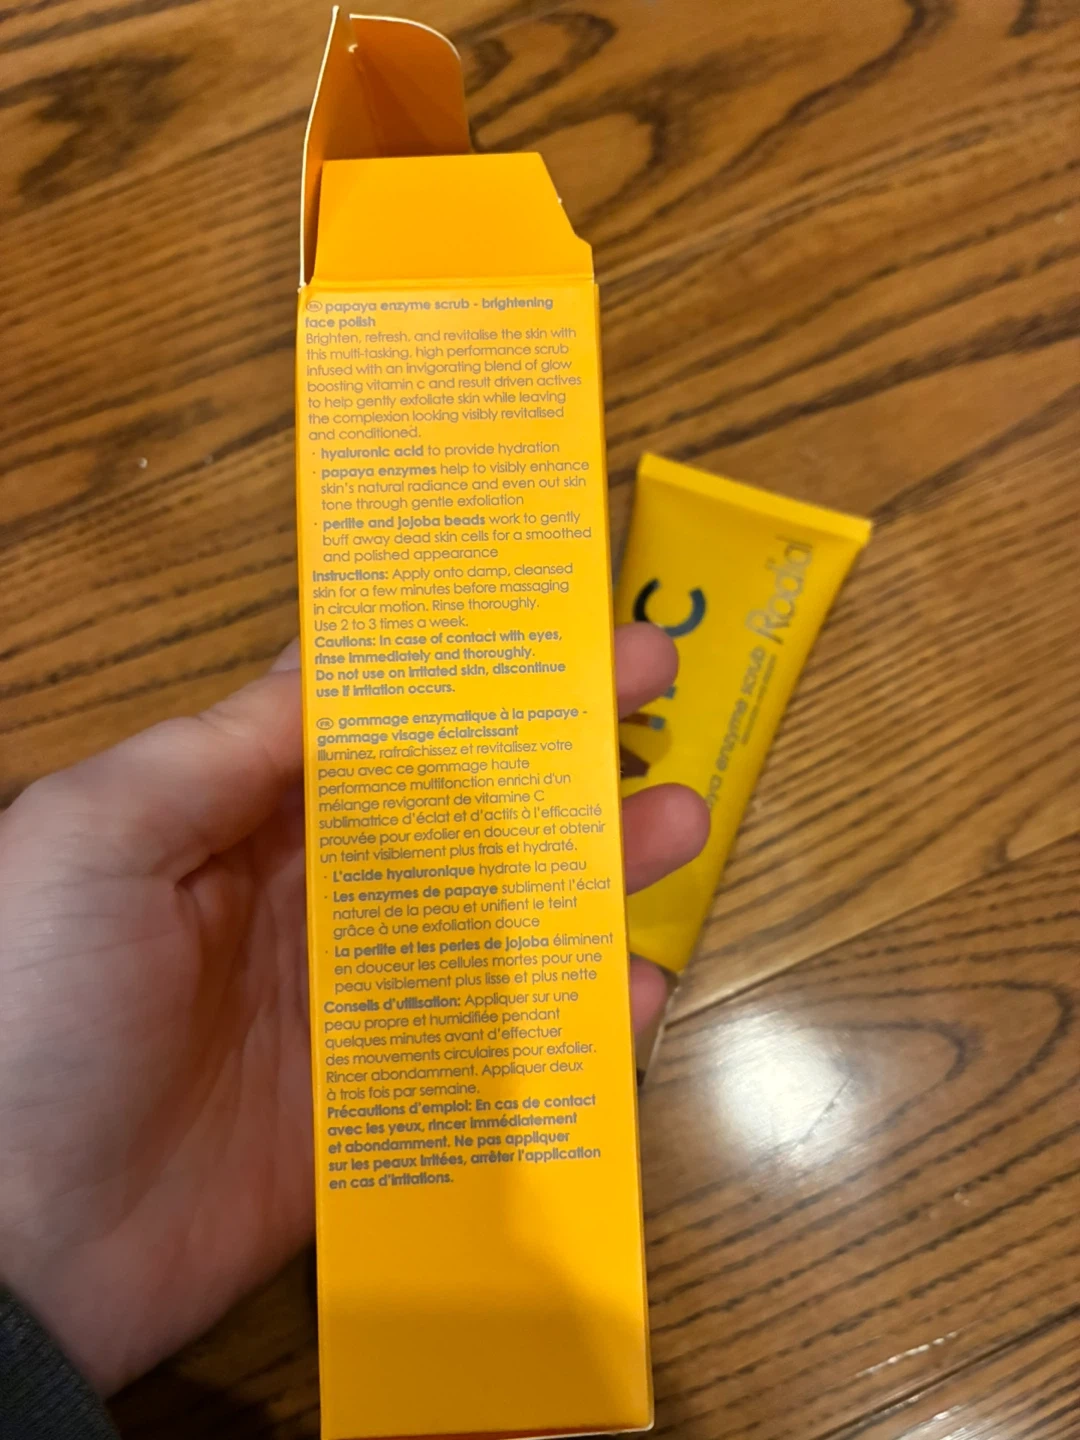 EN papaya enzyme scrub - brightening
face polish
Brighten, refresh, and revitalise the skin with
this multi-tasking, high performance scrub
infused with an invigorating blend of glow
boosting vitamin c and result driven actives
to help gently exfoliate skin while leaving
the complexion looking visibly revitalised
and conditioned.
· hyaluronic acid to provide hydration
· papaya enzymes help to visibly enhance
skin's natural radiance and even out skin
tone through gentle exfoliation
· perlite and jojoba beads work to gently
buff away dead skin cells for a smoothed
and polished appearance
Instructions: Apply onto damp, cleansed
skin for a few minutes before massaging
in circular motion. Rinse thoroughly.
Use 2 to 3 times a week.
Cautions: In case of contact with eyes,
rinse immediately and thoroughly.
Do not use on irritated skin, discontinue
use if irritation occurs.
FR gommage enzymatique à la papaye -
gommage visage éclaircissant
Illuminez, rafraîchissez et revitalisez votre
peau avec ce gommage haute
performance multifonction enrichi d'un
mélange revigorant de vitamine C
sublimatrice d'éclat et d'actifs à l'efficacité
prouvée pour exfolier en douceur et obtenir
un teint visiblement plus frais et hydraté.
· L'acide hyaluronique hydrate la peau
· Les enzymes de papaye subliment l'éclat
naturel de la peau et unifient le teint
grâce à une exfoliation douce
· La perlite et les perles de jojoba éliminent
en douceur les cellules mortes pour une
peau visiblement plus lisse et plus nette
Conseils d'utilisation: Appliquer sur une
peau propre et humidifiée pendant
quelques minutes avant d'effectuer
des mouvements circulaires pour exfolier.
Rincer abondamment. Appliquer deux
à trois fois par semaine.
Précautions d'emploi: En cas de contact
avec les yeux, rincer immédiatement
et abondamment. Ne pas appliquer
sur les peaux irritées, arrêter l'application
en cas d'irritations.
C
Rodial
enzyme scrub